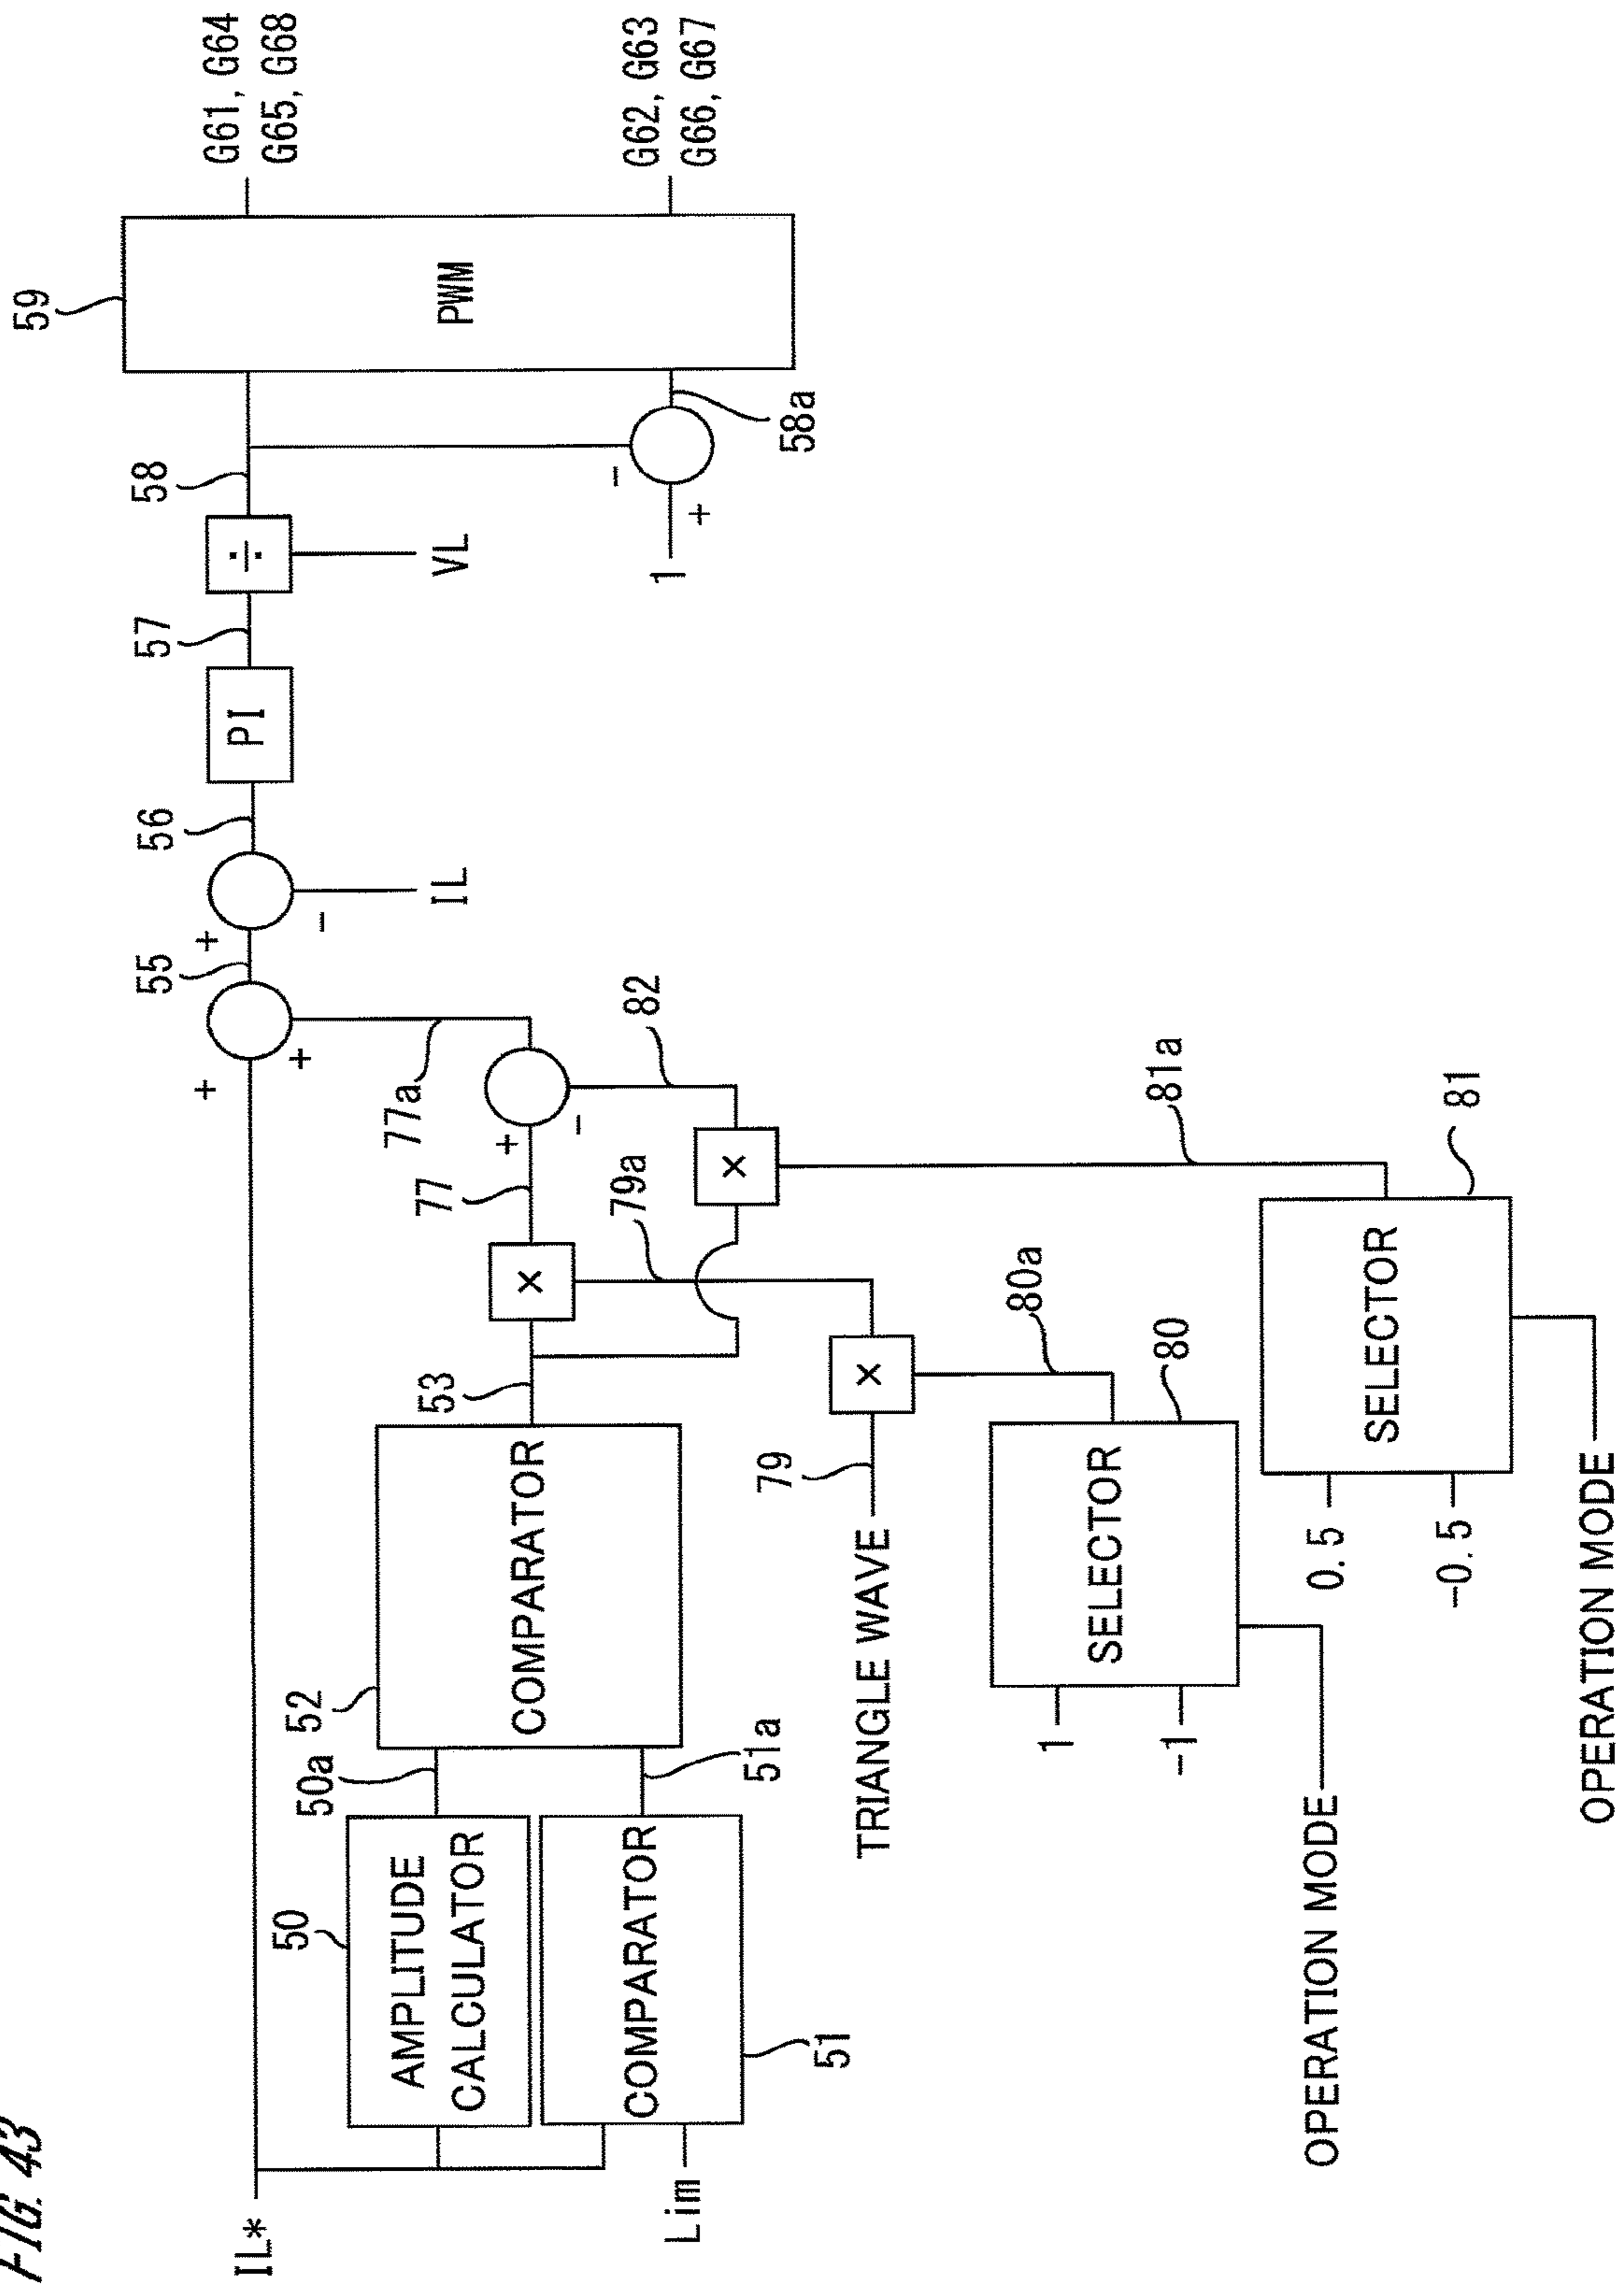 FIG. 43
IL*
Lim
50
AMPLITUDE
CALCULATOR
50a
COMPARATOR
51
51a
52
COMPARATOR
53
77
77a
79a
82
55
+
+
+
-
56
IL
PI
57
÷
VL
58
1
+
-
58a
59
PWM
G61, G64
G65, G68
G62, G63
G66, G67
×
+
-
×
TRIANGLE WAVE
79
×
80a
1
-1
SELECTOR
80
OPERATION MODE
81a
0.5
-0.5
SELECTOR
81
OPERATION MODE